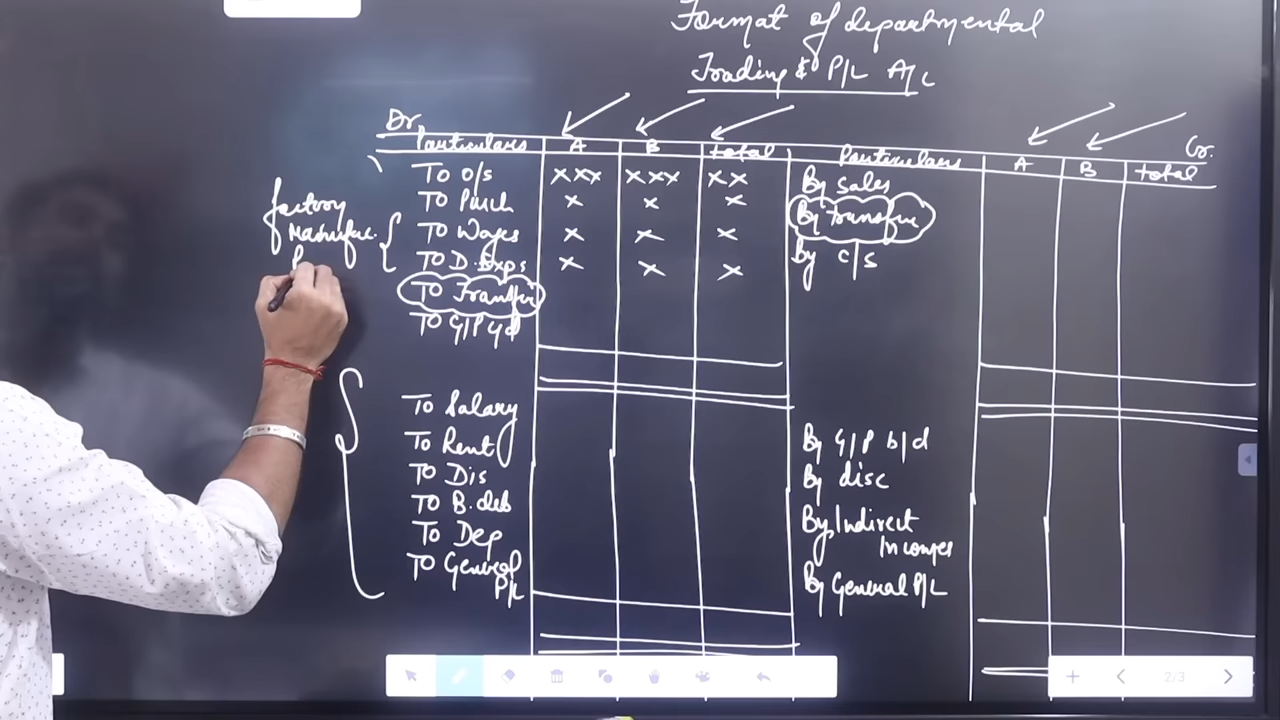 Format of departmental
Trading & P/L A/c
Dr.
Cr.
Particulars A B total Particulars A B total
To O/s xxx xxx xx By Sales
To Purch x x x By transfer
To Wages x x x By c/s
To D. Exps x x x
To Transfer
To G/P c/d
factory
Manufac.
To Salary
To Rent By G/P b/d
To Dis By disc
To B. deb
To Dep By Indirect
Incomes
To General By General P/L
P/L
2/3